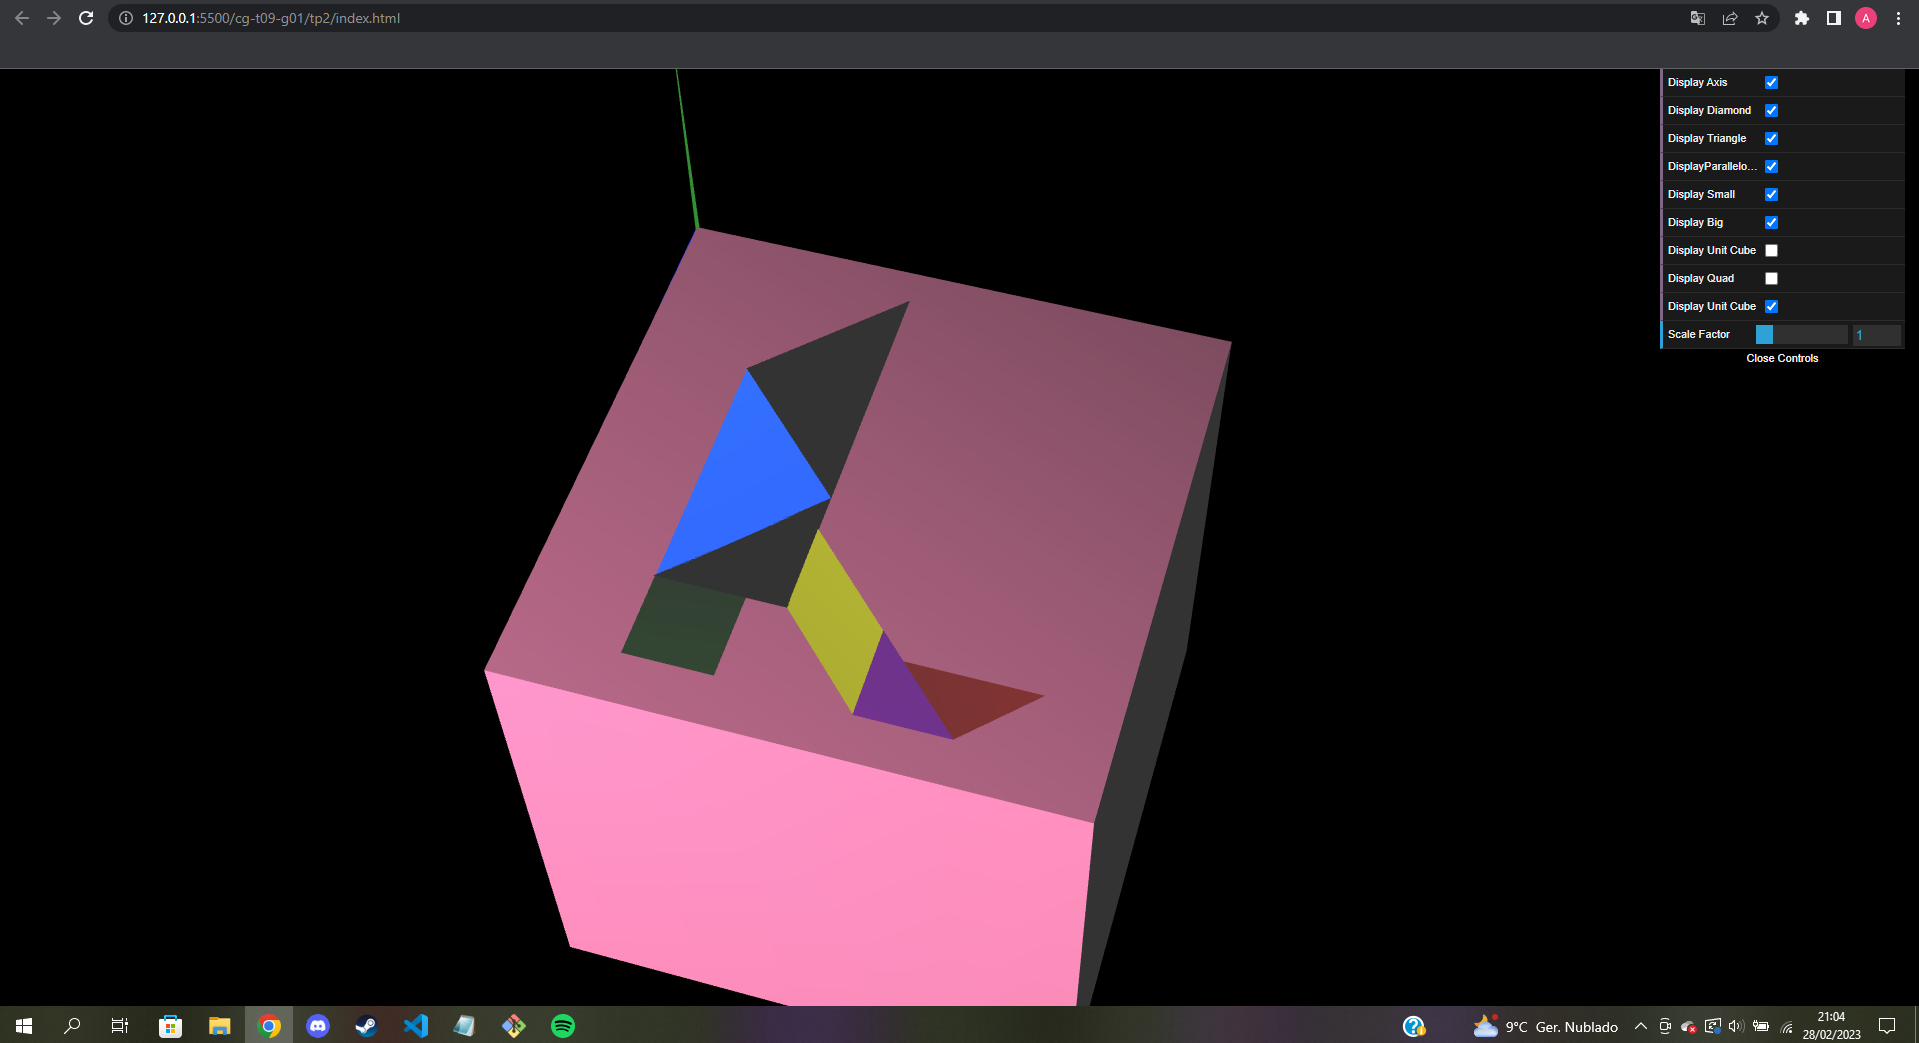 127.0.0.1:5500/cg-t09-g01/tp2/index.html
A
Display Axis
Display Diamond
Display Triangle
DisplayParallelo...
Display Small
Display Big
Display Unit Cube
Display Quad
Display Unit Cube
Scale Factor 1
Close Controls
9°C Ger. Nublado
21:04
28/02/2023